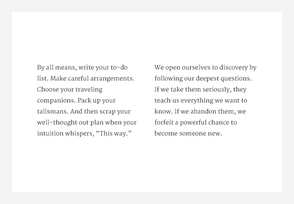 By all means, write your to-do
list. Make careful arrangements.
Choose your traveling
companions. Pack up your
talismans. And then scrap your
well-thought out plan when your
intuition whispers, “This way.”
We open ourselves to discovery by
following our deepest questions.
If we take them seriously, they
teach us everything we want to
know. If we abandon them, we
forfeit a powerful chance to
become someone new.